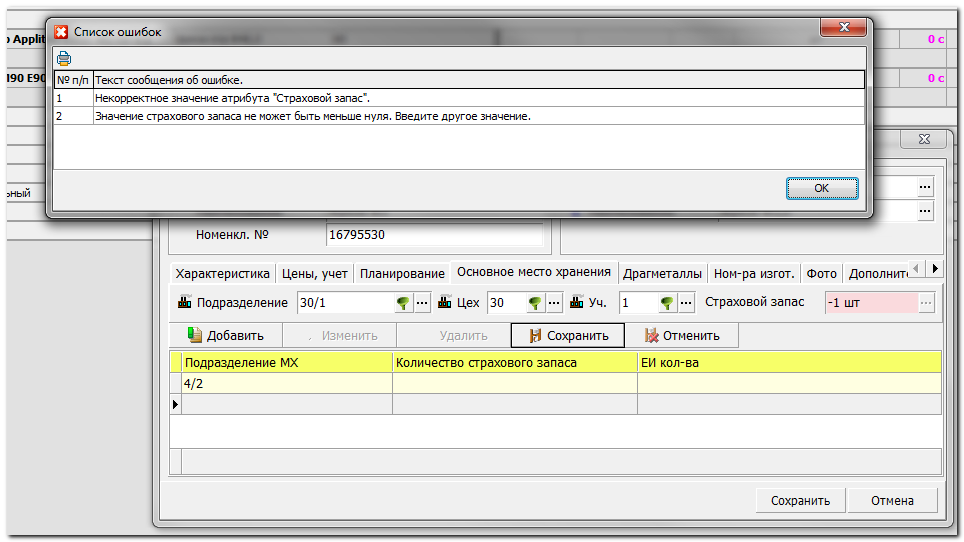 Список ошибок
о Applit
0 с
№ п/п Текст сообщения об ошибке.
I90 E90
0 с
1 Некорректное значение атрибута "Страховой запас".
2 Значение страхового запаса не может быть меньше нуля. Введите другое значение.
ьный
OK
Номенкл. № 16795530
Характеристика Цены, учет Планирование Основное место хранения Драгметаллы Ном-ра изгот. Фото Дополните
Подразделение 30/1 Цех 30 Уч. 1 Страховой запас -1 шт
Добавить Изменить Удалить Сохранить Отменить
Подразделение МХ Количество страхового запаса ЕИ кол-ва
4/2
Сохранить Отмена